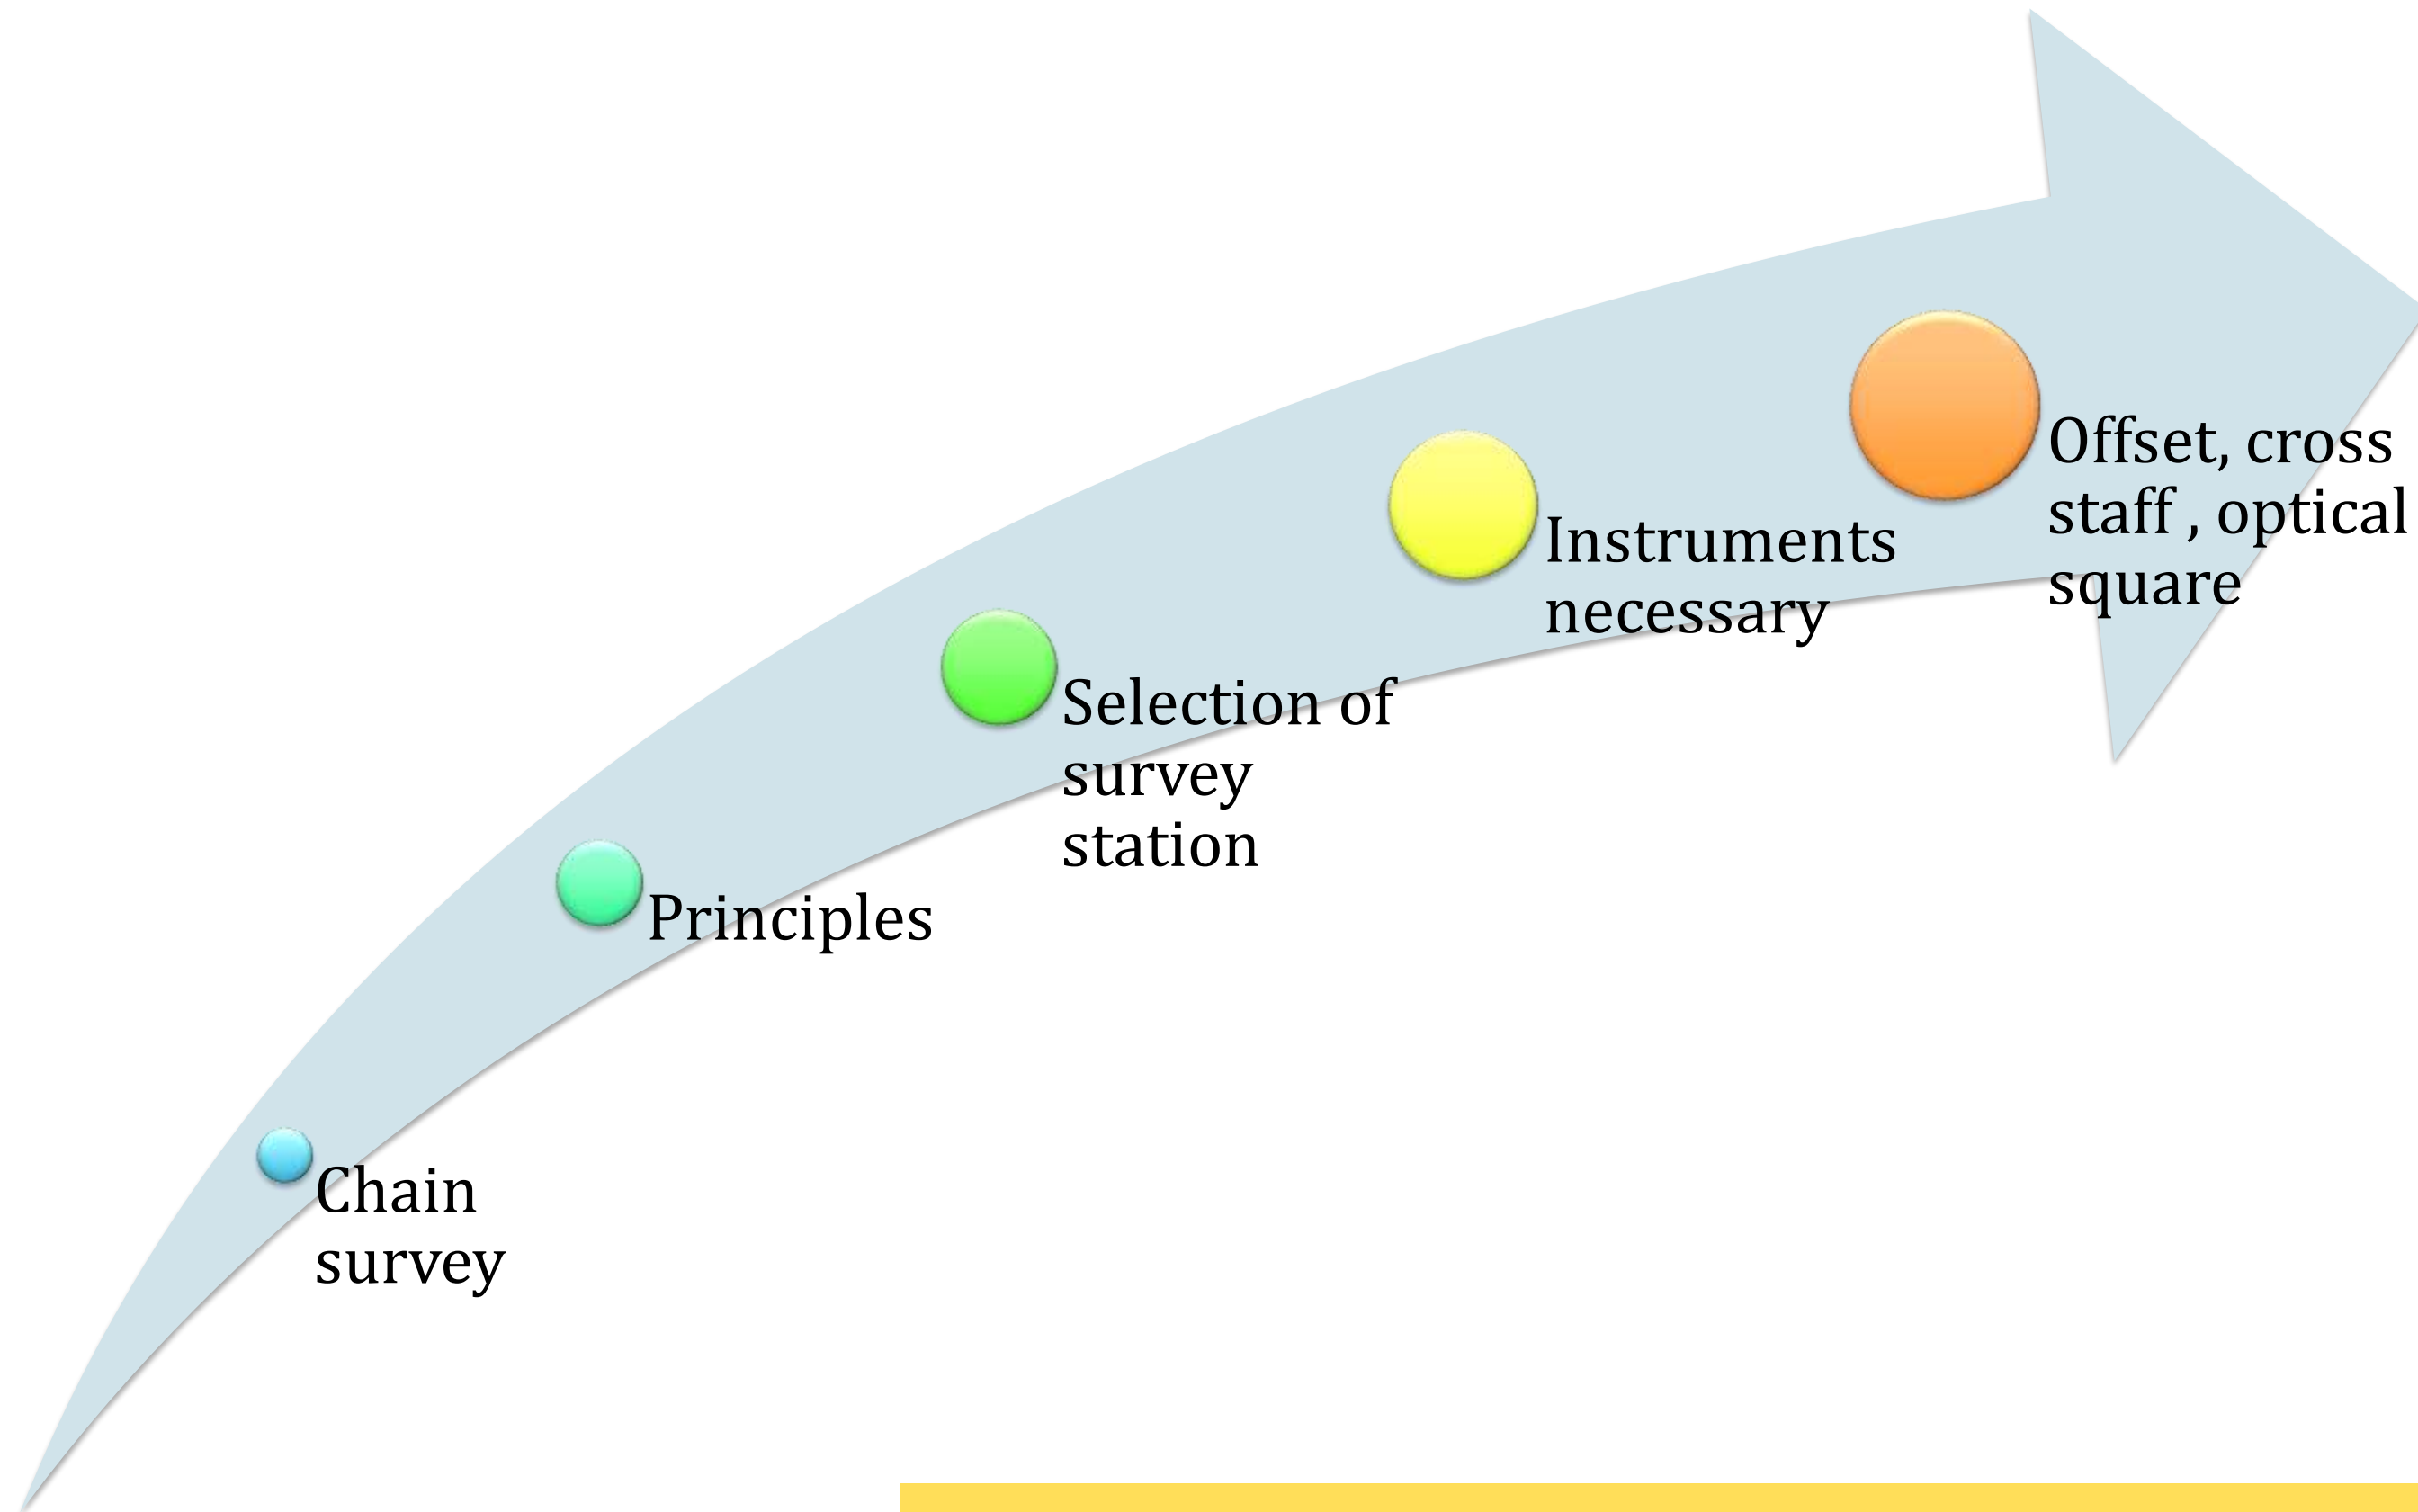 Chain
survey
Principles
Selection of
survey
station
Instruments
necessary
Offset, cross
staff , optical
square